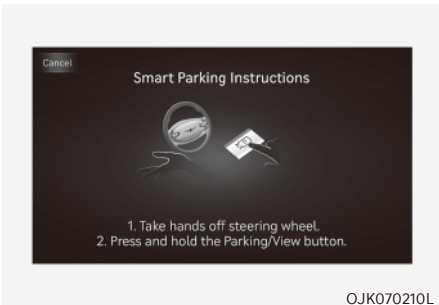 Cancel
Smart Parking Instructions
1. Take hands off steering wheel.
2. Press and hold the Parking/View button.
OJK070210L